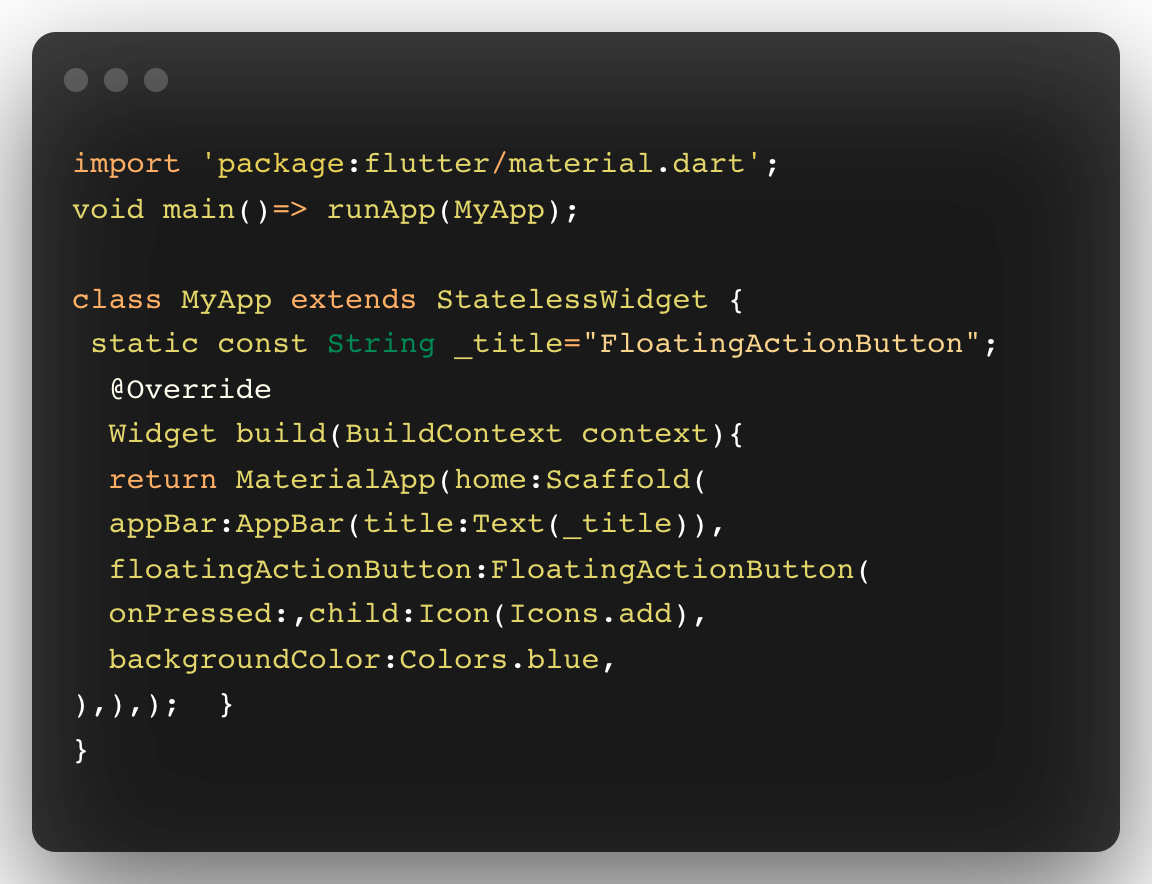 import 'package:flutter/material.dart';
void main()=> runApp(MyApp);

class MyApp extends StatelessWidget {
 static const String _title="FloatingActionButton";
  @Override
  Widget build(BuildContext context){
  return MaterialApp(home:Scaffold(
  appBar:AppBar(title:Text(_title)),
  floatingActionButton:FloatingActionButton(
  onPressed:,child:Icon(Icons.add),
  backgroundColor:Colors.blue,
),),);  }
}